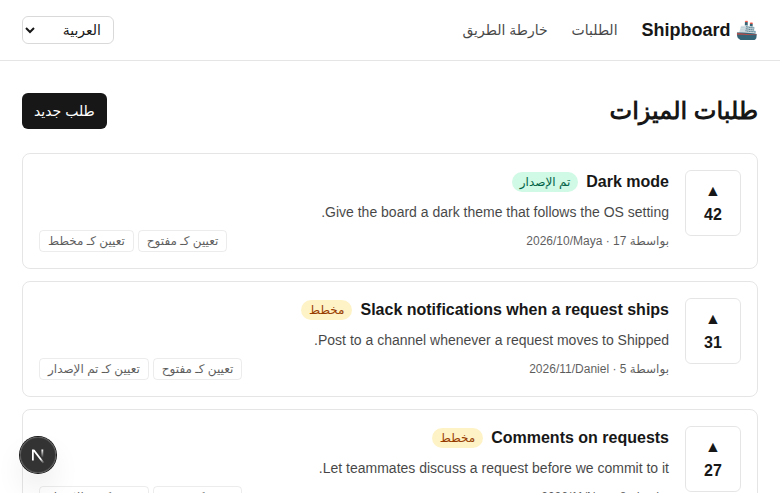 🚢 Shipboard الطلبات خارطة الطريق العربية
طلبات الميزات طلب جديد
▲
42
Dark mode تم الإصدار
Give the board a dark theme that follows the OS setting.
بواسطة Maya · 17/10/2026 تعيين كـ مفتوح تعيين كـ مخطط
▲
31
Slack notifications when a request ships مخطط
Post to a channel whenever a request moves to Shipped.
بواسطة Daniel · 5/11/2026 تعيين كـ مفتوح تعيين كـ تم الإصدار
▲
27
Comments on requests مخطط
Let teammates discuss a request before we commit to it.
N